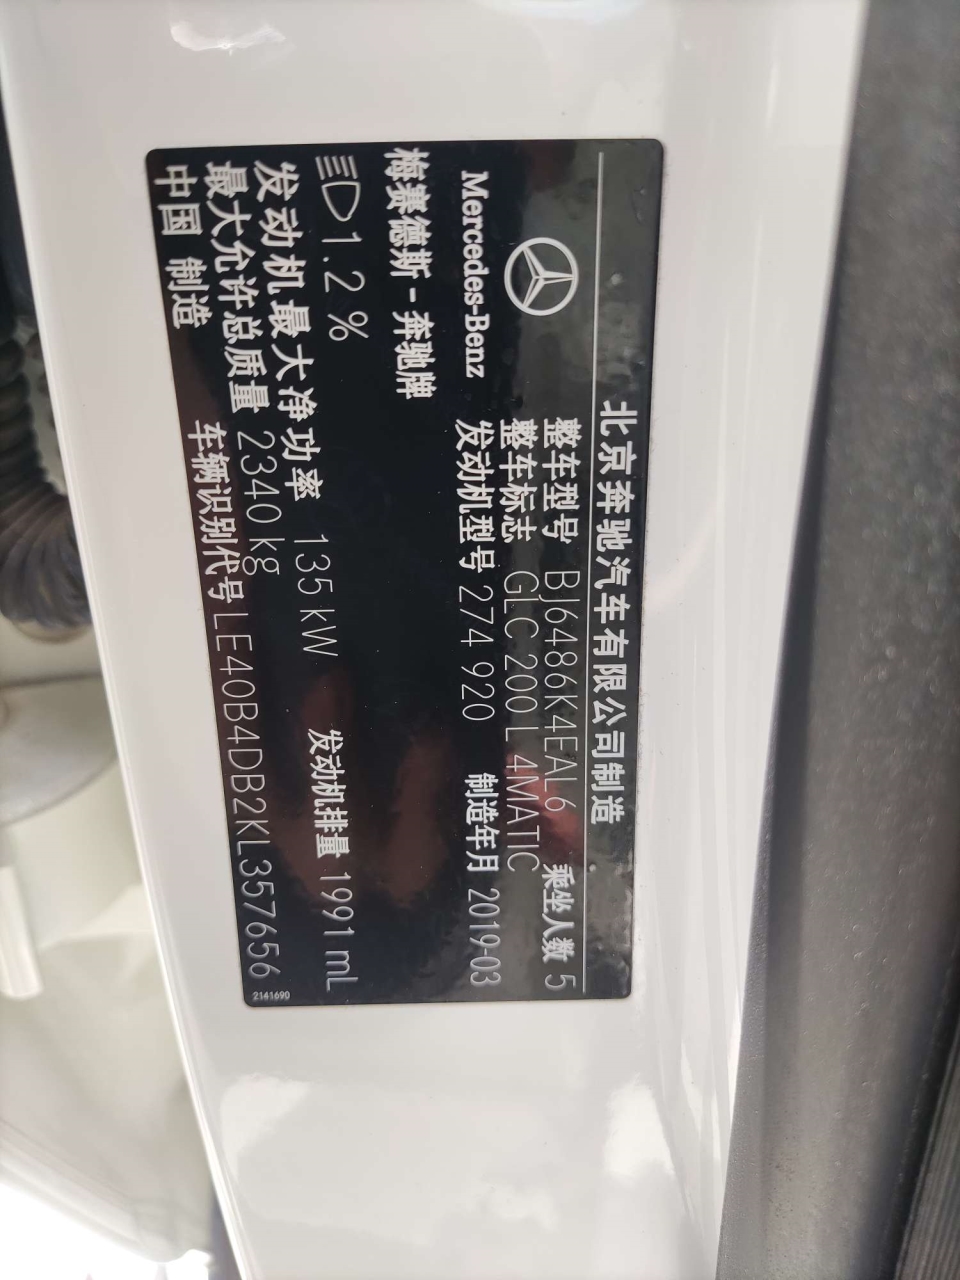 北京奔驰汽车有限公司制造
Mercedes-Benz
梅赛德斯-奔驰牌
整车型号 BJ6486K4EAL6 乘坐人数 5
整车标志 GLC 200 L 4MATIC
发动机型号 274 920 制造年月 2019-03
1.2%
发动机最大净功率 135 kW 发动机排量 1991 mL
最大允许总质量 2340 kg
中国 制造 车辆识别代号 LE40B4DB2KL357656
2141690